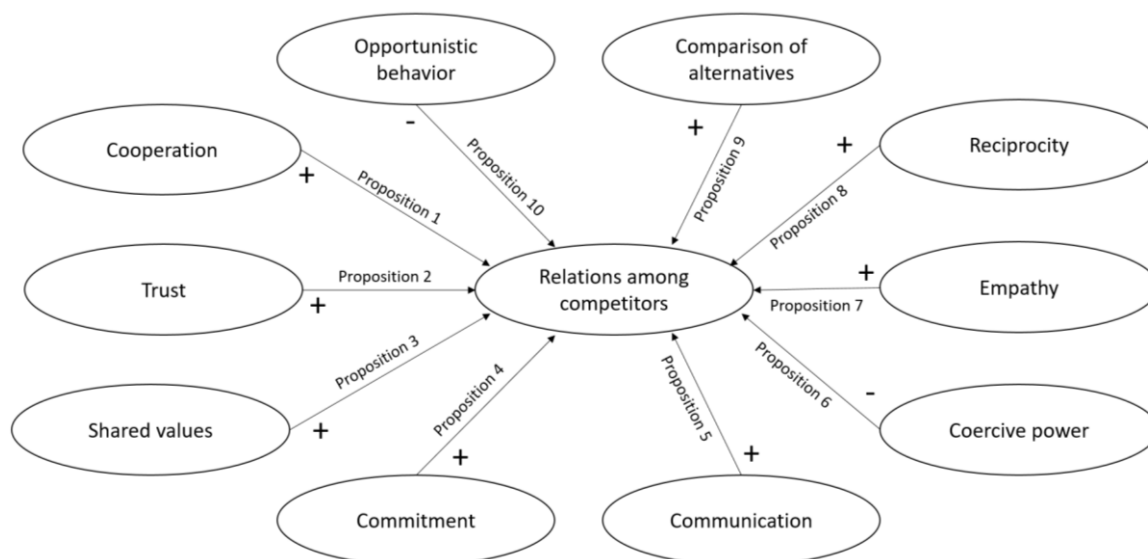 Opportunistic
behavior
Comparison of
alternatives
-
+
Cooperation
+
Proposition 1
Proposition 10
Proposition 9
+
Proposition 8
Reciprocity
Trust
+
Proposition 2
Relations among
competitors
+
Proposition 7
Empathy
Shared values
+
Proposition 3
Proposition 4
Proposition 5
Proposition 6
-
Coercive power
+
Commitment
+
Communication